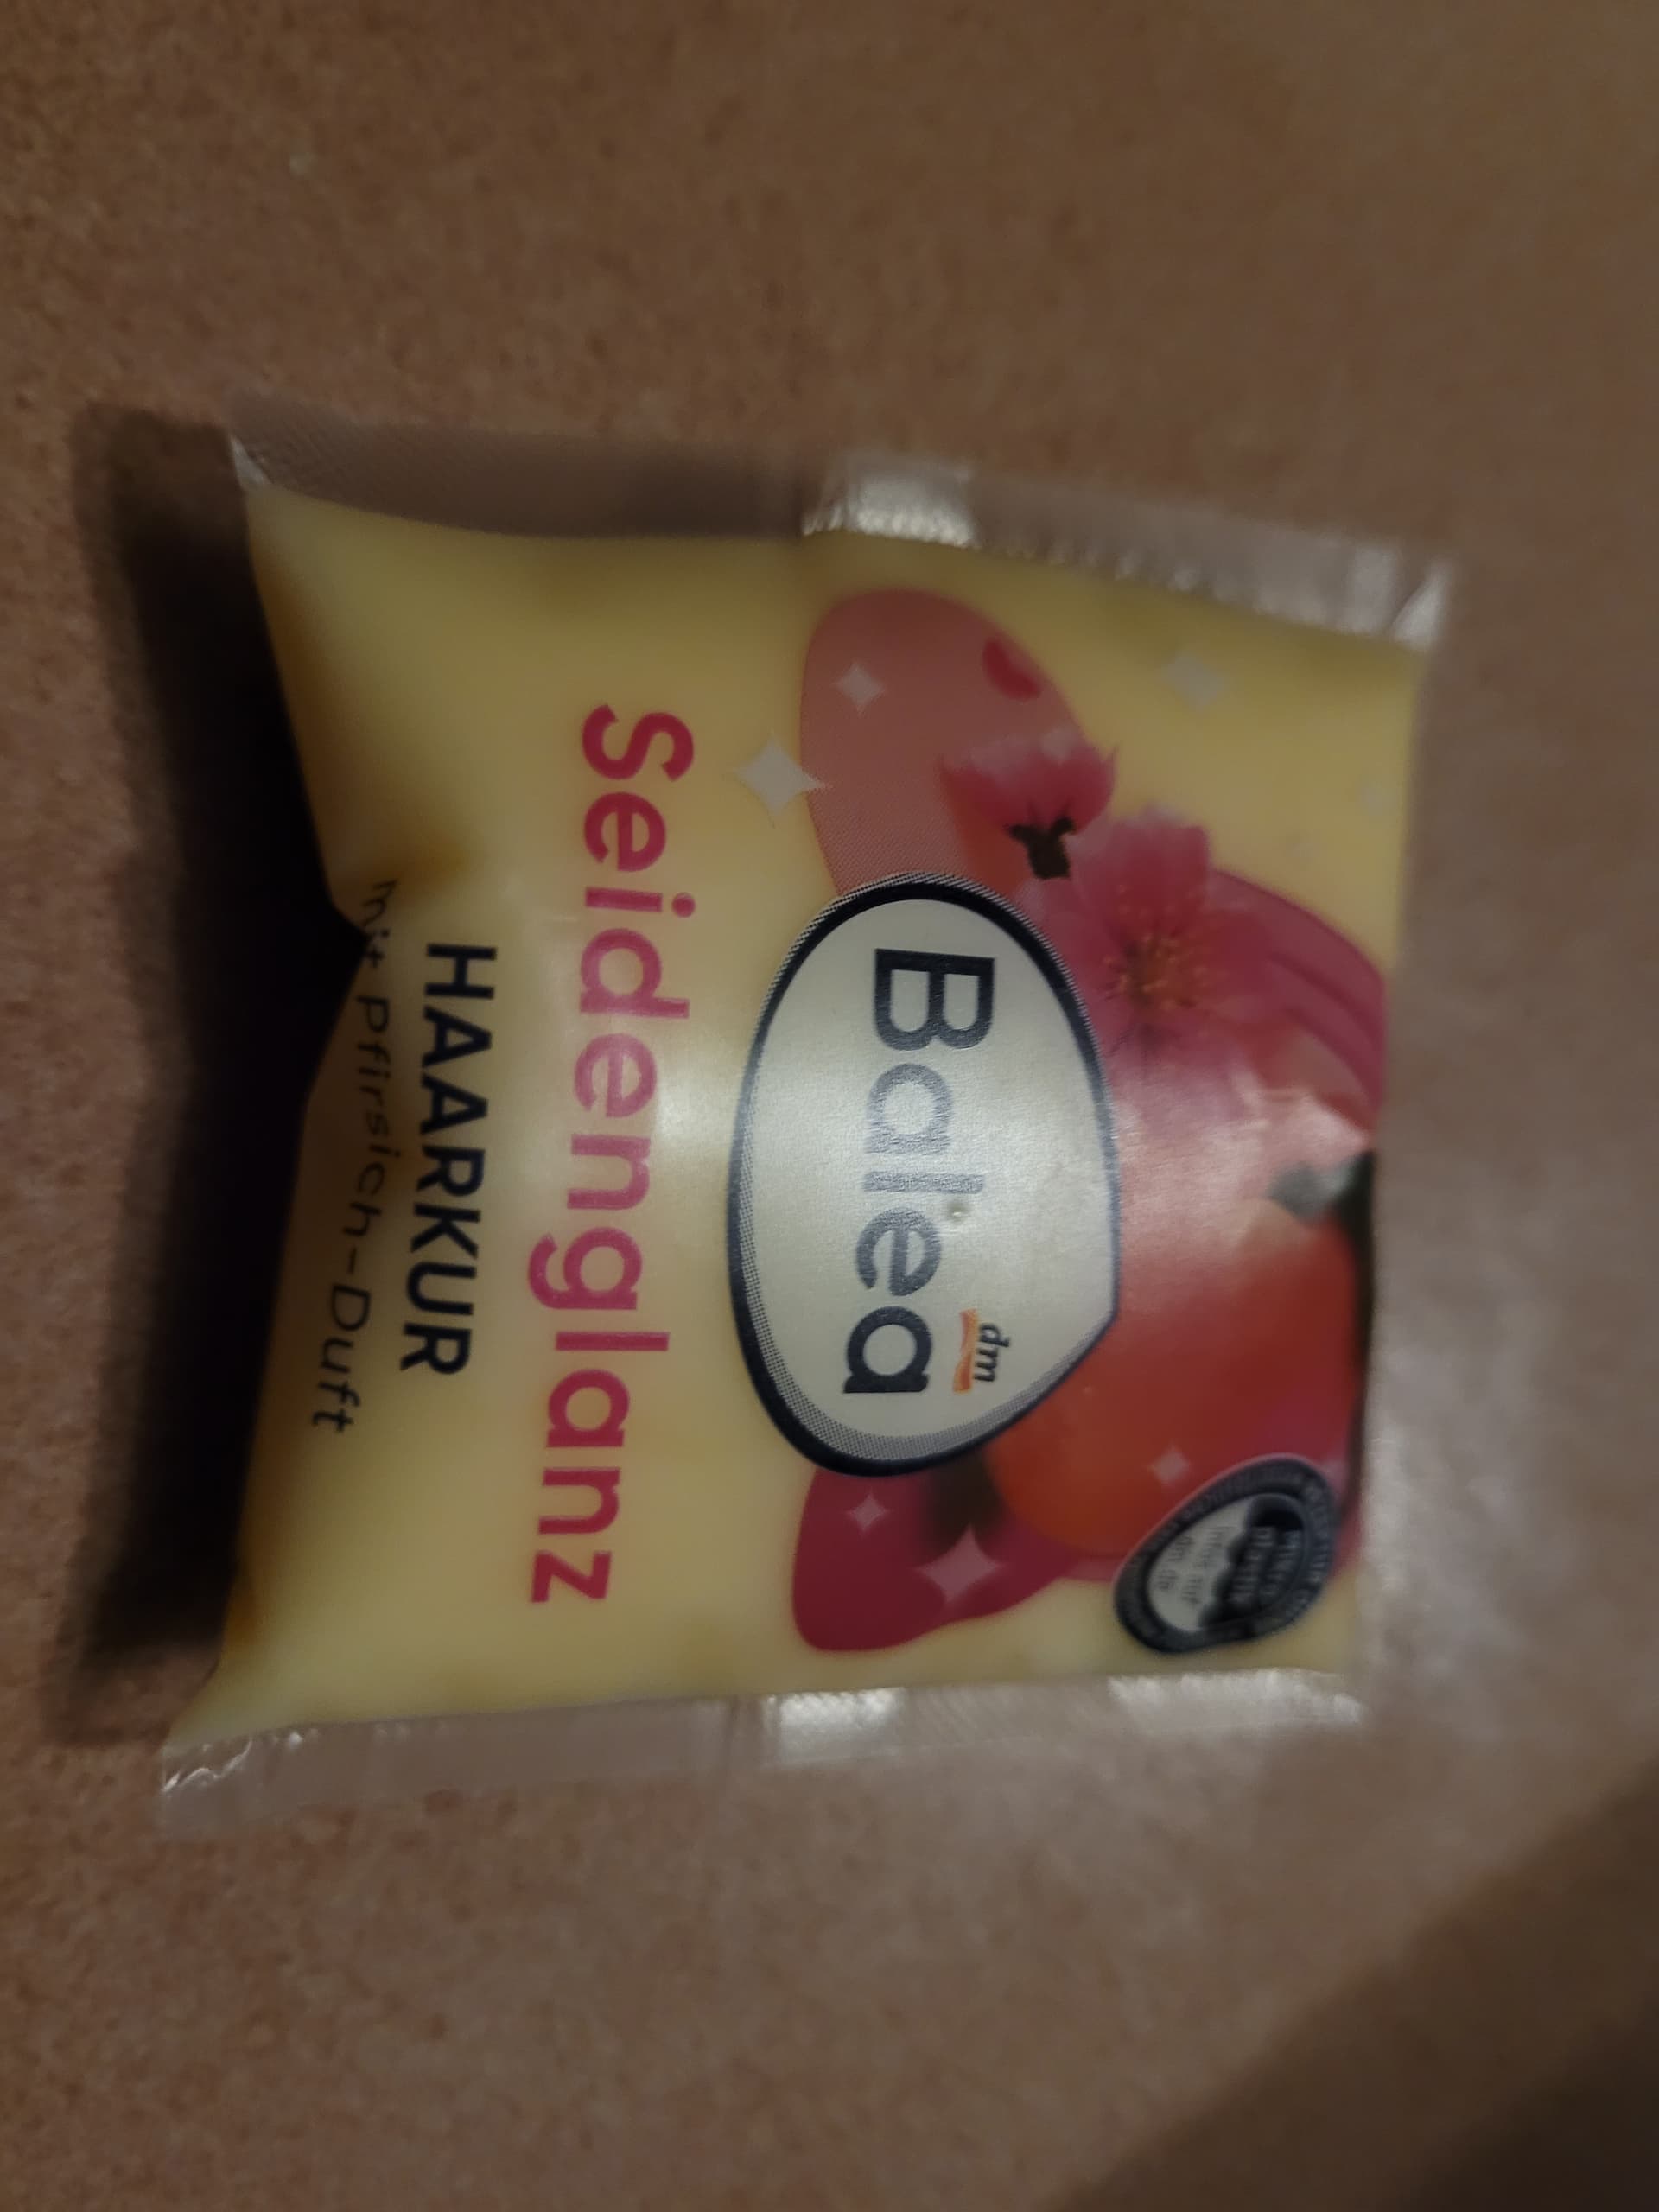 dm
Balea
Seidenglanz
HAARKUR
mit Pfirsich-Duft